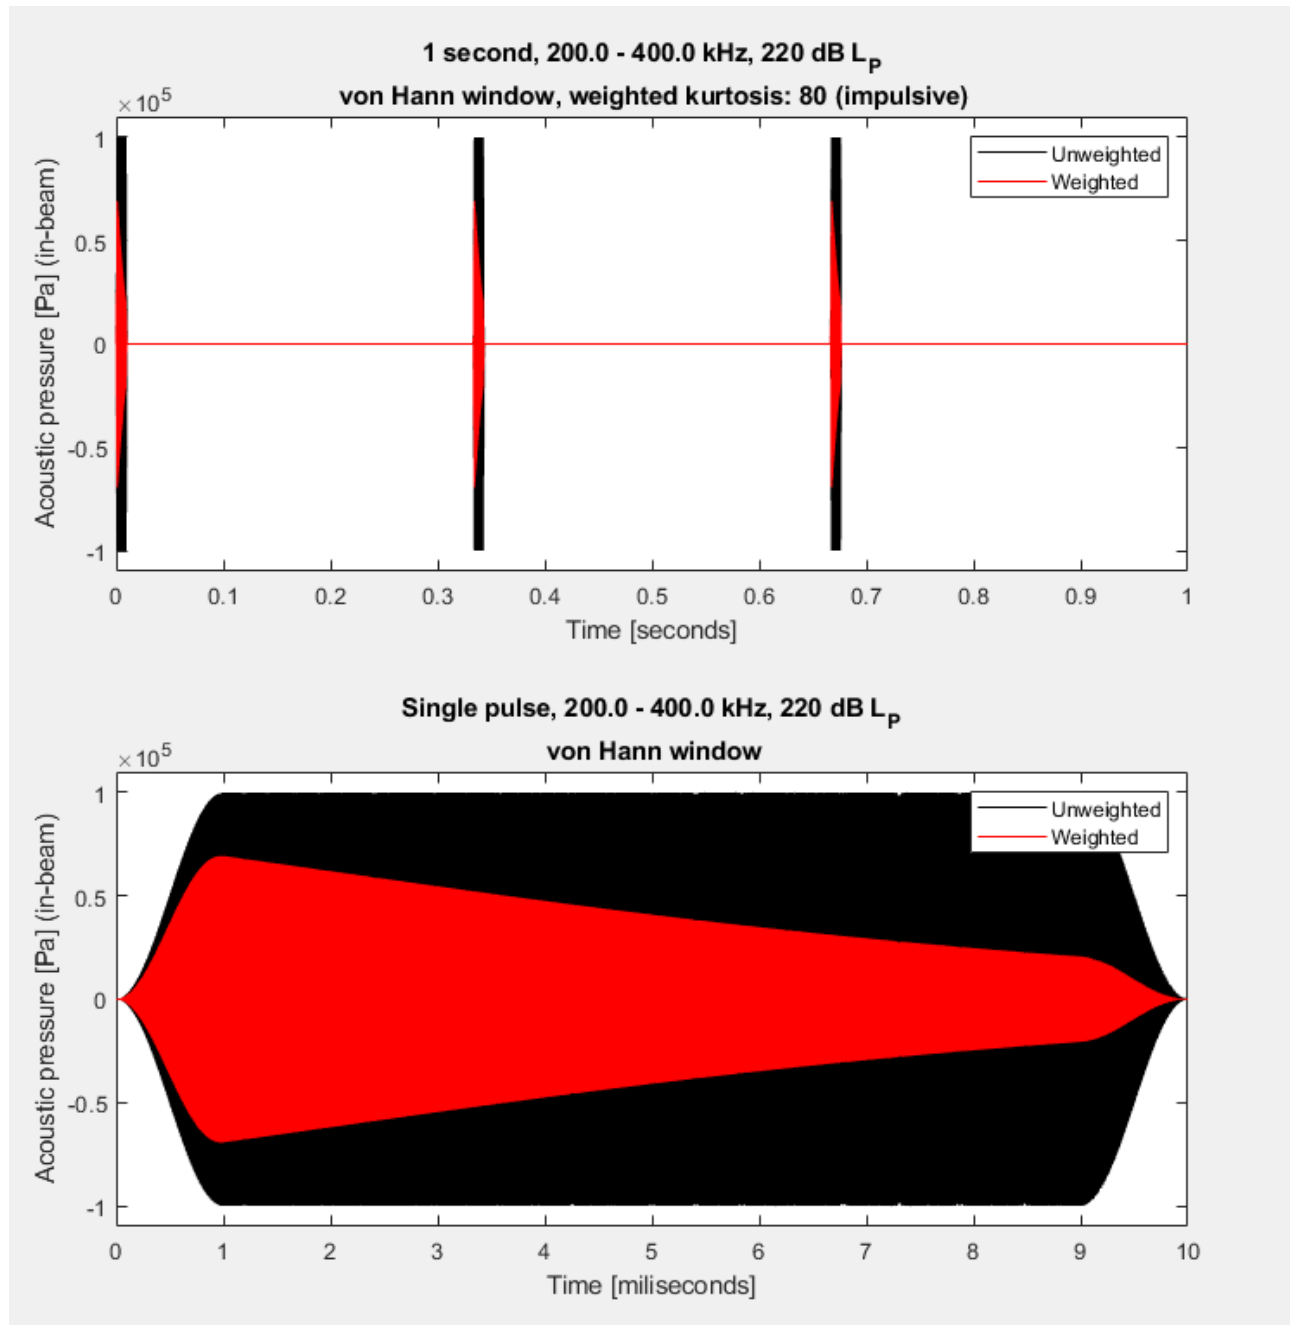 1 second, 200.0 - 400.0 kHz, 220 dB L_P
von Hann window, weighted kurtosis: 80 (impulsive)
×10^5
Acoustic pressure [Pa] (in-beam)
1
0.5
0
-0.5
-1
Unweighted
Weighted
0 0.1 0.2 0.3 0.4 0.5 0.6 0.7 0.8 0.9 1
Time [seconds]
Single pulse, 200.0 - 400.0 kHz, 220 dB L_P
von Hann window
×10^5
Acoustic pressure [Pa] (in-beam)
1
0.5
0
-0.5
-1
Unweighted
Weighted
0 1 2 3 4 5 6 7 8 9 10
Time [miliseconds]